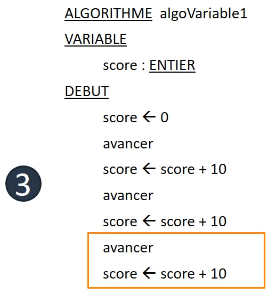 ALGORITHME algoVariable1
VARIABLE
score : ENTIER
DEBUT
score ← 0
avancer
score ← score + 10
3
avancer
score ← score + 10
avancer
score ← score + 10